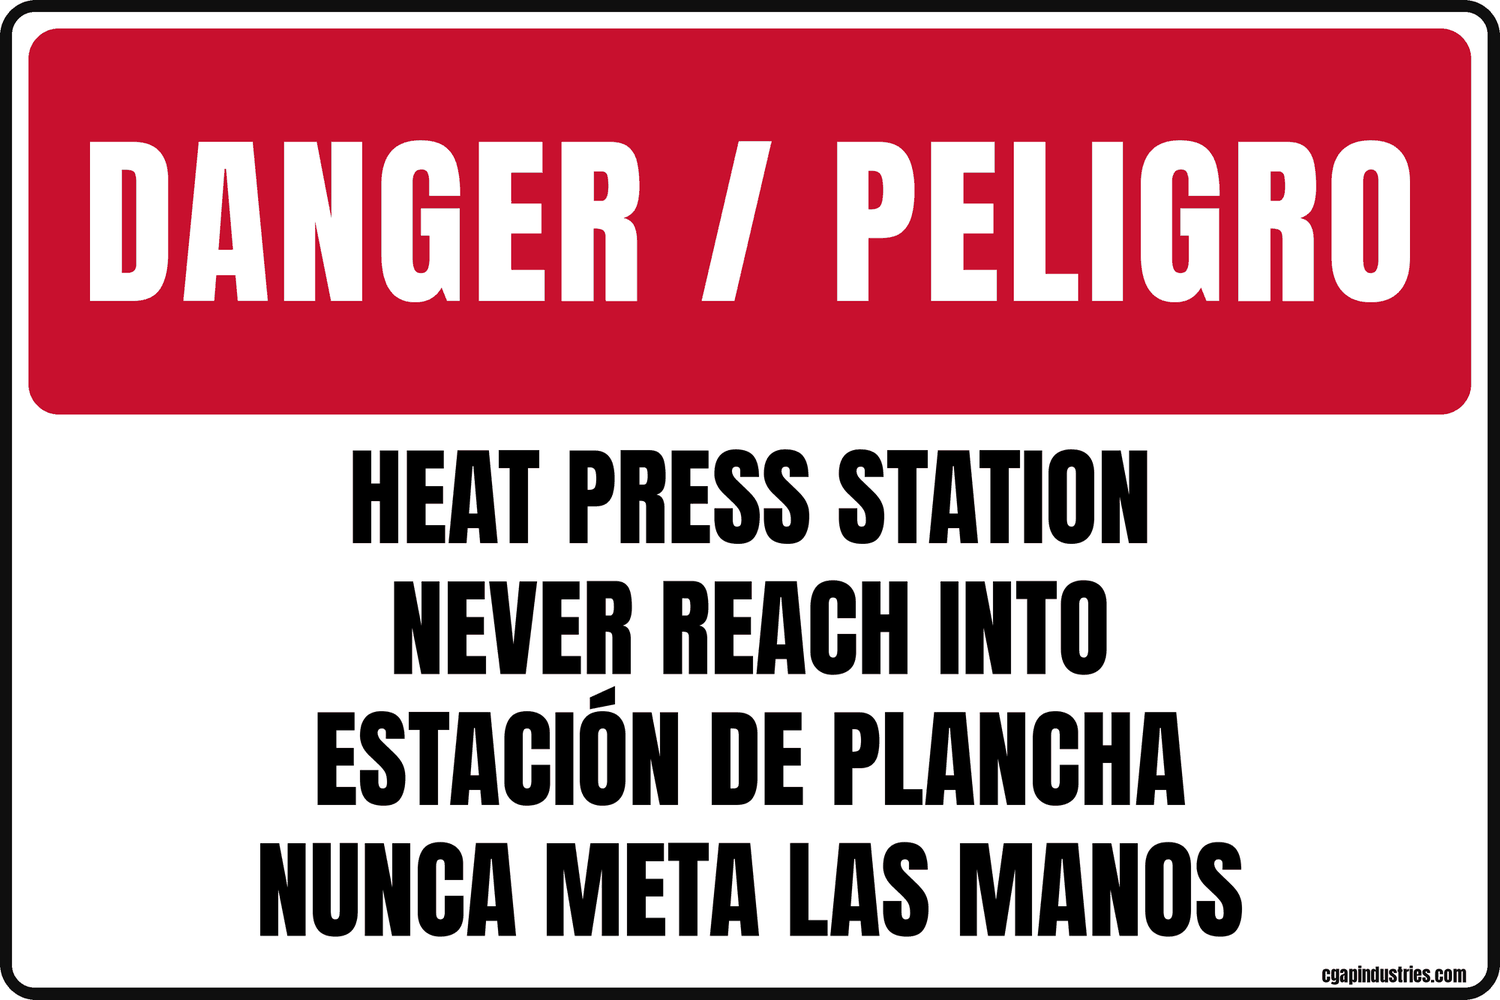 DANGER / PELIGRO
HEAT PRESS STATION
NEVER REACH INTO
ESTACIÓN DE PLANCHA
NUNCA META LAS MANOS
cgapindustries.com